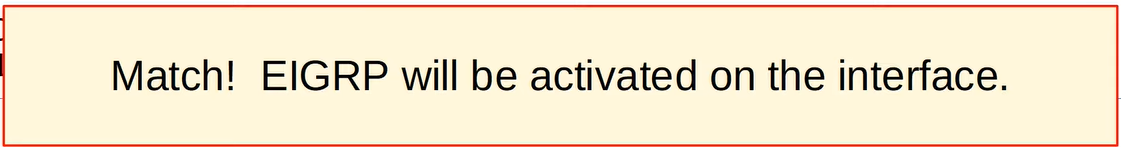 Match!  EIGRP will be activated on the interface.